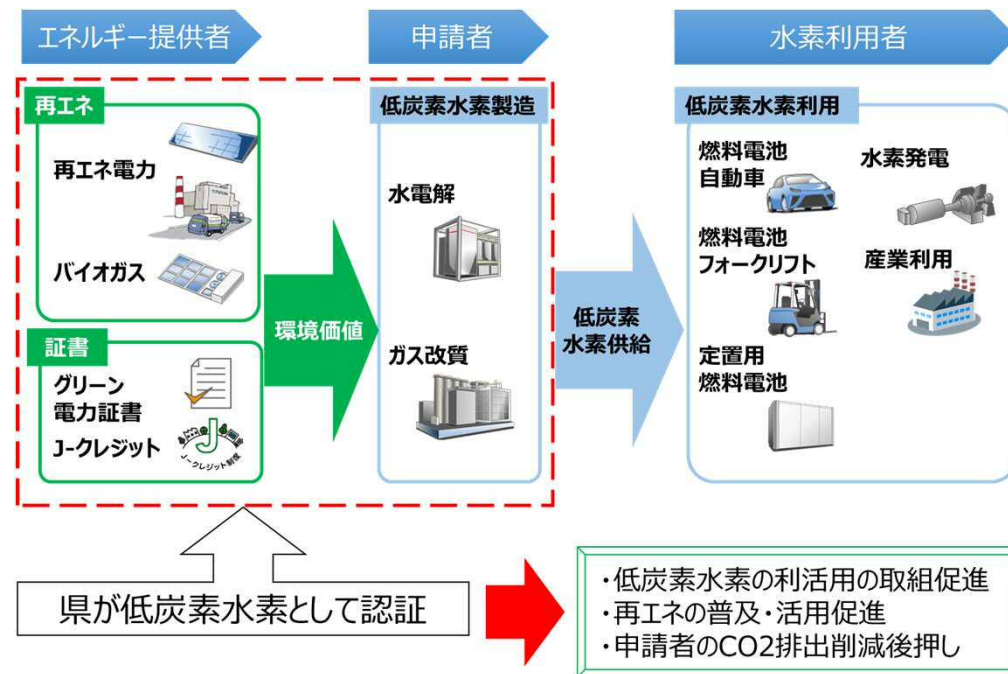 エネルギー提供者
申請者
水素利用者
再エネ
再エネ電力
バイオガス
証書
グリーン
電力証書
J-クレジット
J-クレジット制度
環境価値
低炭素水素製造
水電解
ガス改質
低炭素
水素供給
低炭素水素利用
燃料電池
自動車
燃料電池
フォークリフト
定置用
燃料電池
水素発電
産業利用
県が低炭素水素として認証
・低炭素水素の利活用の取組促進
・再エネの普及・活用促進
・申請者のCO2排出削減後押し